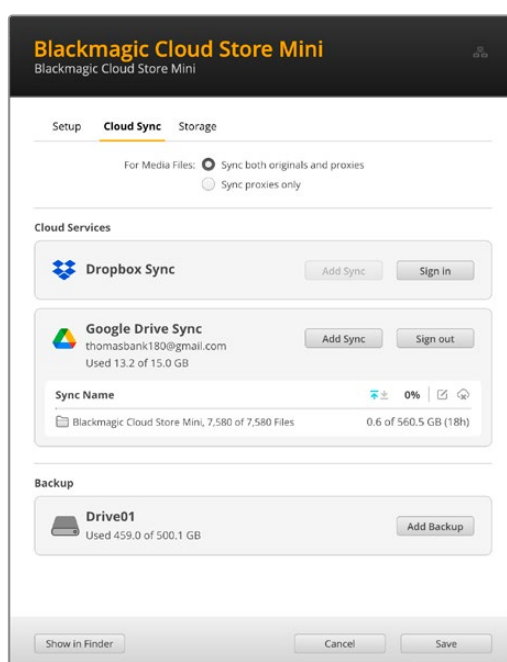 Blackmagic Cloud Store Mini
Blackmagic Cloud Store Mini
Setup Cloud Sync Storage
For Media Files: Sync both originals and proxies
Sync proxies only
Cloud Services
Dropbox Sync Add Sync Sign in
Google Drive Sync
thomasbank180@gmail.com Add Sync Sign out
Used 13.2 of 15.0 GB
Sync Name 0%
Blackmagic Cloud Store Mini, 7,580 of 7,580 Files 0.6 of 560.5 GB (18h)
Backup
Drive01
Used 459.0 of 500.1 GB Add Backup
Show in Finder Cancel Save